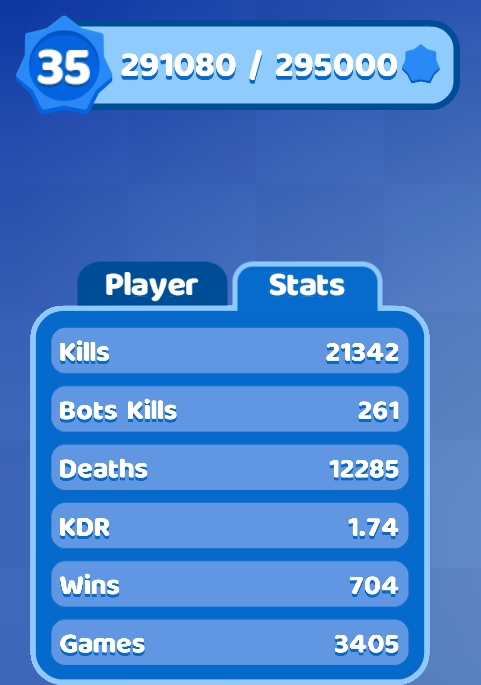 35 291080 / 295000
Player Stats
Kills 21342
Bots Kills 261
Deaths 12285
KDR 1.74
Wins 704
Games 3405